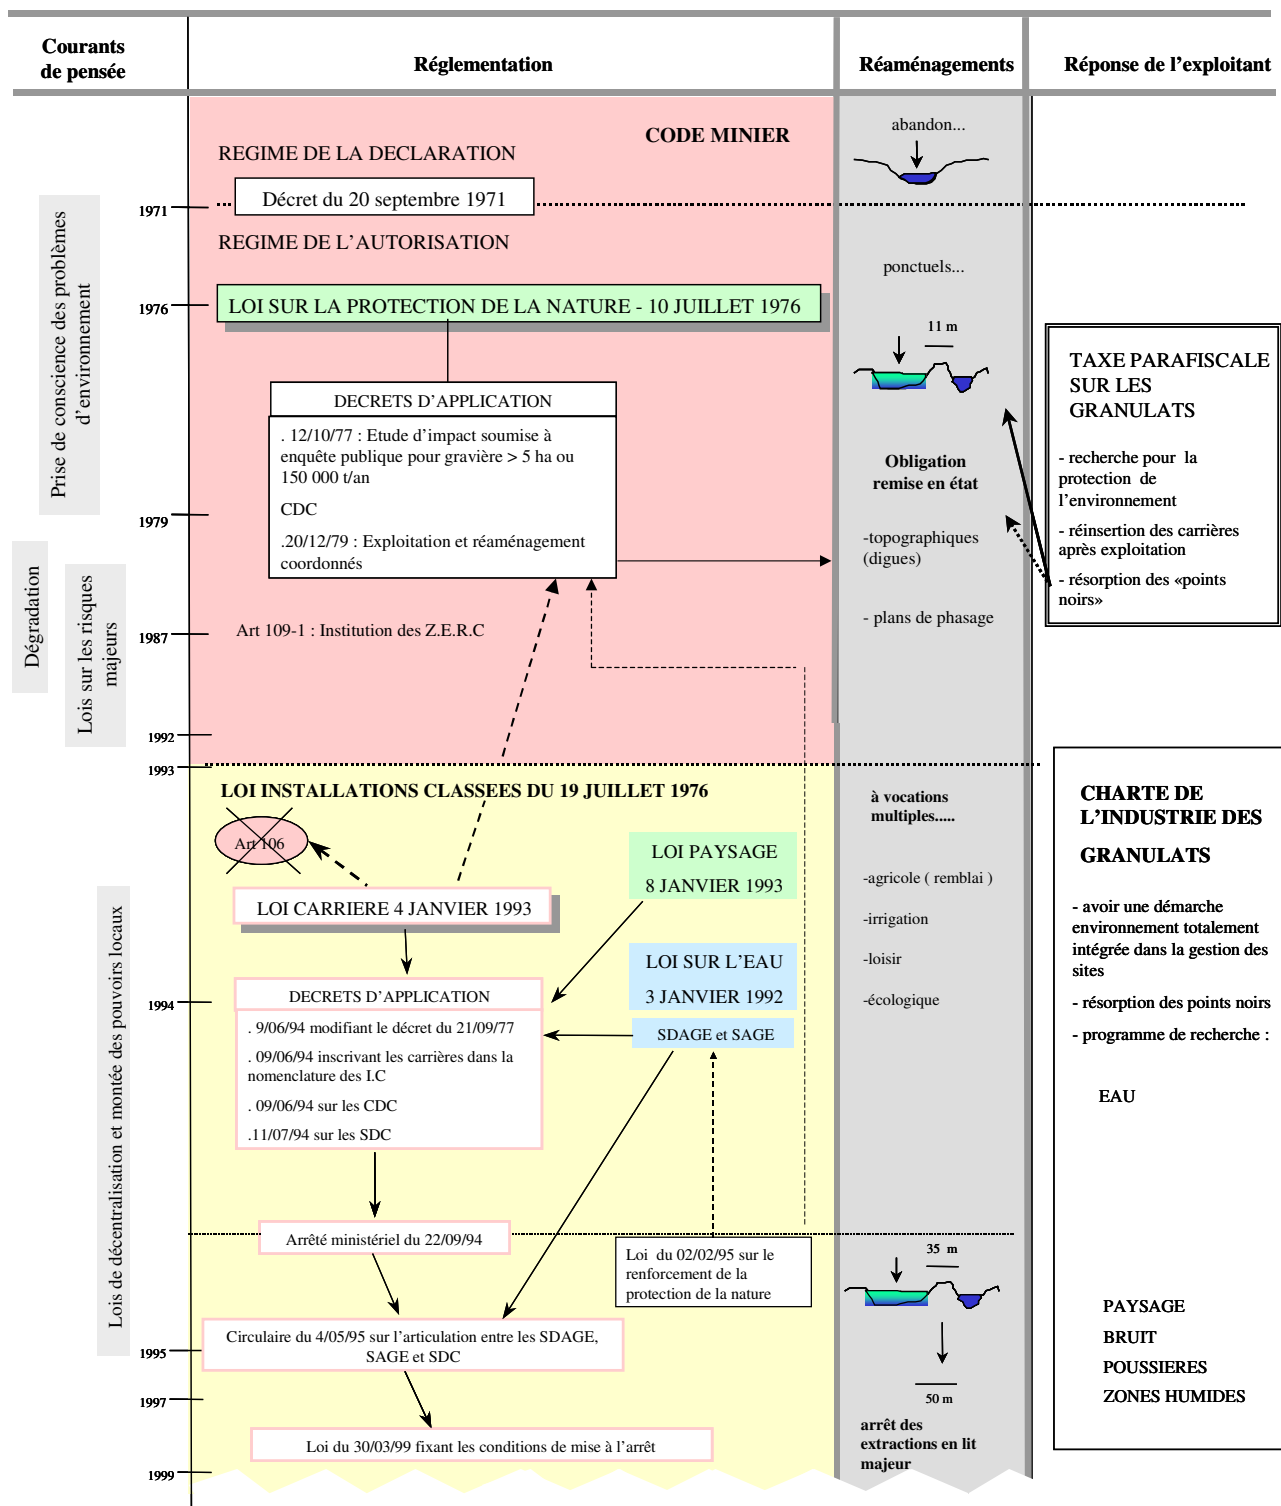 Courants
de pensée
Réglementation
Réaménagements
Réponse de l'exploitant
Prise de conscience des problèmes
d'environnement
Dégradation
Lois sur les risques
majeurs
Lois de décentralisation et montée des pouvoirs locaux
1971
1976
1979
1987
1992
1993
1994
1995
1997
1999
CODE MINIER
REGIME DE LA DECLARATION
Décret du 20 septembre 1971
REGIME DE L'AUTORISATION
LOI SUR LA PROTECTION DE LA NATURE - 10 JUILLET 1976
DECRETS D'APPLICATION
. 12/10/77 : Etude d'impact soumise à
enquête publique pour gravière > 5 ha ou
150 000 t/an
CDC
.20/12/79 : Exploitation et réaménagement
coordonnés
Art 109-1 : Institution des Z.E.R.C
LOI INSTALLATIONS CLASSEES DU 19 JUILLET 1976
Art 106
LOI CARRIERE 4 JANVIER 1993
LOI PAYSAGE
8 JANVIER 1993
LOI SUR L'EAU
3 JANVIER 1992
SDAGE et SAGE
DECRETS D'APPLICATION
. 9/06/94 modifiant le décret du 21/09/77
. 09/06/94 inscrivant les carrières dans la
nomenclature des I.C
. 09/06/94 sur les CDC
.11/07/94 sur les SDC
Arrêté ministériel du 22/09/94
Loi du 02/02/95 sur le
renforcement de la
protection de la nature
Circulaire du 4/05/95 sur l'articulation entre les SDAGE,
SAGE et SDC
Loi du 30/03/99 fixant les conditions de mise à l'arrêt
abandon...
ponctuels...
11 m
Obligation
remise en état
-topographiques
(digues)
- plans de phasage
à vocations
multiples.....
-agricole ( remblai )
-irrigation
-loisir
-écologique
35 m
50 m
arrêt des
extractions en lit
majeur
TAXE PARAFISCALE
SUR LES
GRANULATS
- recherche pour la
protection de
l'environnement
- réinsertion des carrières
après exploitation
- résorption des «points
noirs»
CHARTE DE
L'INDUSTRIE DES
GRANULATS
- avoir une démarche
environnement totalement
intégrée dans la gestion des
sites
- résorption des points noirs
- programme de recherche :
EAU
PAYSAGE
BRUIT
POUSSIERES
ZONES HUMIDES